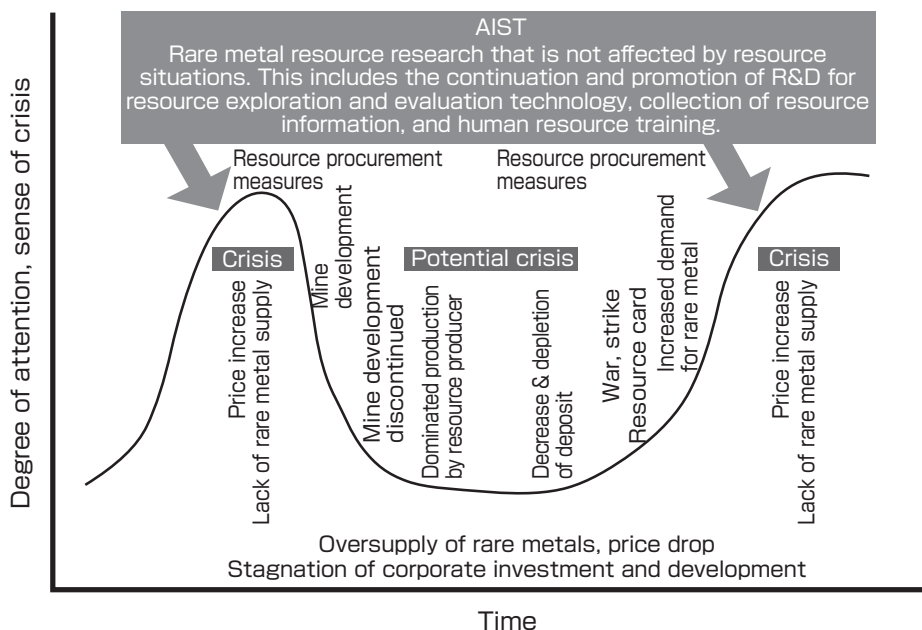 AIST
Rare metal resource research that is not affected by resource
situations. This includes the continuation and promotion of R&D for
resource exploration and evaluation technology, collection of resource
information, and human resource training.
Degree of attention, sense of crisis
Resource procurement
measures
Resource procurement
measures
Crisis
Price increase
Lack of rare metal supply
Mine
development
Mine development
discontinued
Potential crisis
Dominated production
by resource producer
Decrease & depletion
of deposit
War, strike
Resource card
Increased demand
for rare metal
Crisis
Price increase
Lack of rare metal supply
Oversupply of rare metals, price drop
Stagnation of corporate investment and development
Time